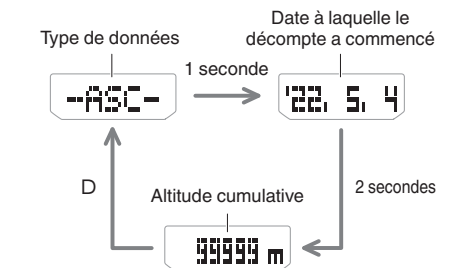 Type de données
Date à laquelle le
décompte a commencé
1 seconde
-ASC-
'22. 5. 4
D
2 secondes
Altitude cumulative
99999 m